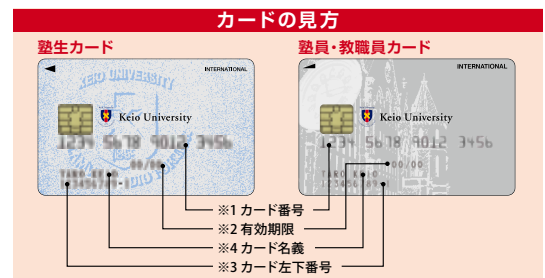 カードの見方
塾生カード
塾員・教職員カード
KEIO UNIVERSITY
INTERNATIONAL
Keio University
1234 5678 9012 3456
00/00
TARO KEIO
123456789-1
INTERNATIONAL
Keio University
1234 5678 9012 3456
00/00
TARO KEIO
123456789-
※1 カード番号
※2 有効期限
※4 カード名義
※3 カード左下番号